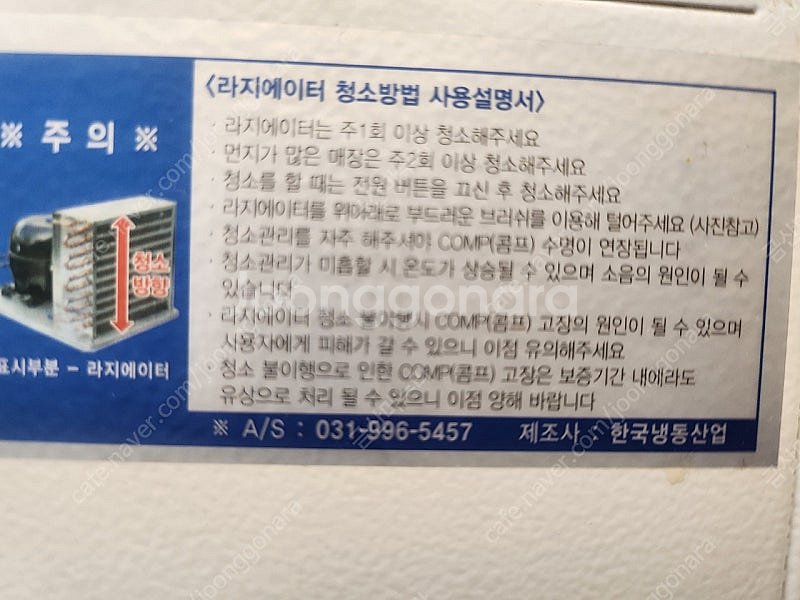 ※ 주 의 ※
청소
방향
표시부분 - 라지에이터
<라지에이터 청소방법 사용설명서>
· 라지에이터는 주1회 이상 청소해주세요
· 먼지가 많은 매장은 주2회 이상 청소해주세요
· 청소를 할 때는 전원 버튼을 끄신 후 청소해주세요
· 라지에이터를 위아래로 부드러운 브러쉬를 이용해 털어주세요 (사진참고)
· 청소관리를 자주 해주셔야 COMP(콤프) 수명이 연장됩니다
· 청소관리가 미흡할 시 온도가 상승될 수 있으며 소음의 원인이 될 수
있습니다
· 라지에이터 청소 불이행시 COMP(콤프) 고장의 원인이 될 수 있으며
사용자에게 피해가 갈 수 있으니 이점 유의해주세요
청소 불이행으로 인한 COMP(콤프) 고장은 보증기간 내에라도
유상으로 처리 될 수 있으니 이점 양해 바랍니다
※ A/S : 031-996-5457 제조사 : 한국냉동산업
joonggonara
cafe.naver.com/joonggonara